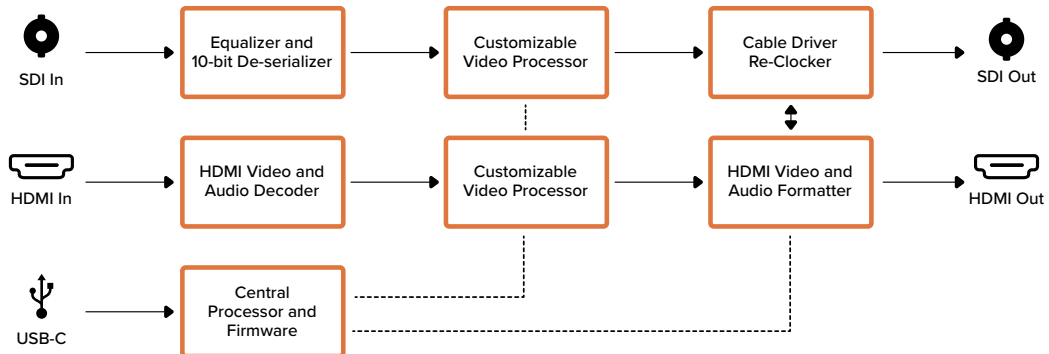 SDI In
Equalizer and
10-bit De-serializer
Customizable
Video Processor
Cable Driver
Re-Clocker
SDI Out
HDMI In
HDMI Video and
Audio Decoder
Customizable
Video Processor
HDMI Video and
Audio Formatter
HDMI Out
USB-C
Central
Processor and
Firmware